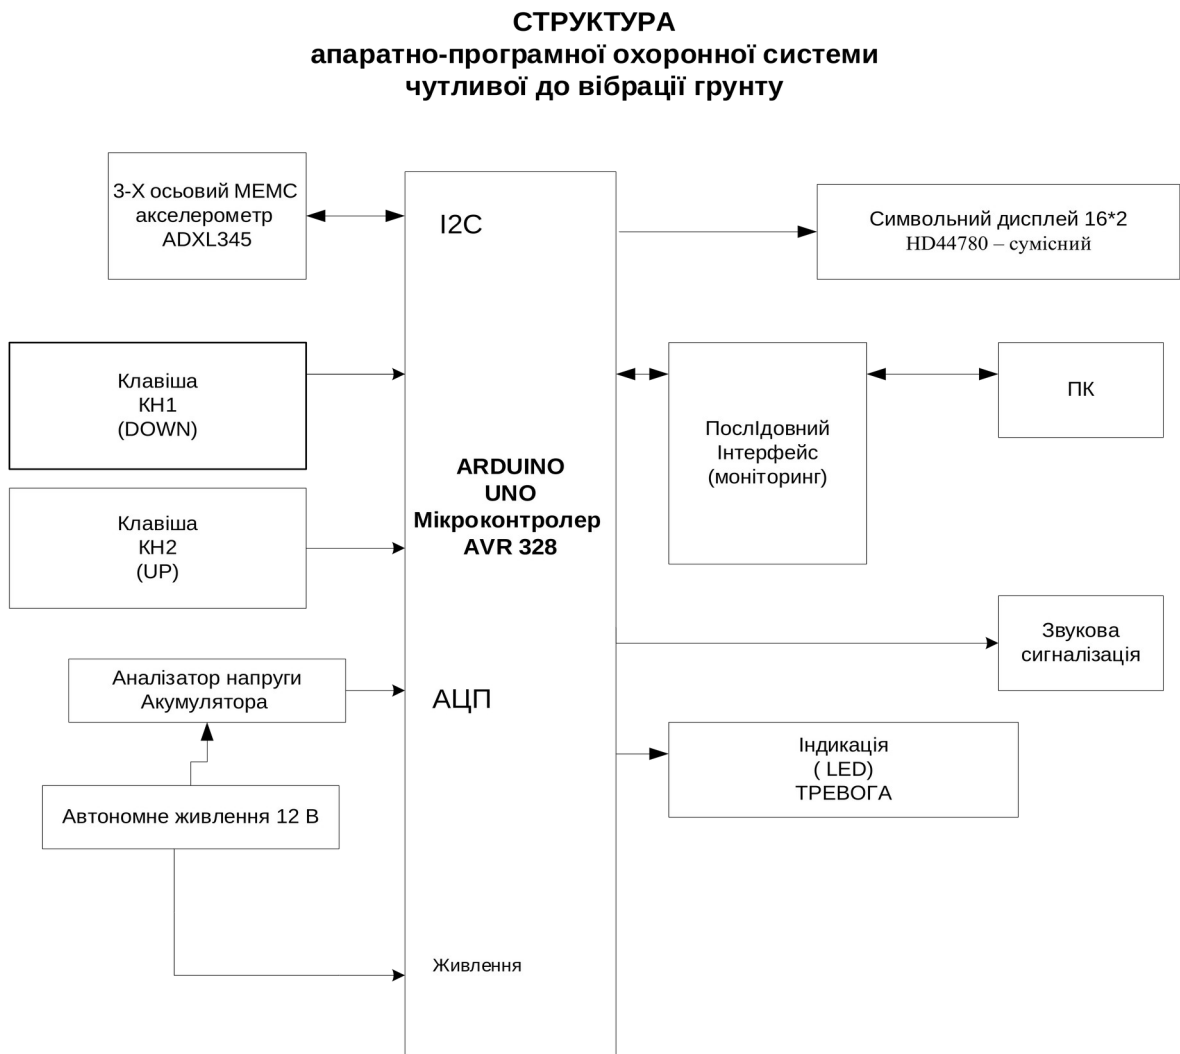 СТРУКТУРА
апаратно-програмної охоронної системи
чутливої до вібрації грунту
3-Х осьовий МЕМС
акселерометр
ADXL345
I2C
Символьний дисплей 16*2
HD44780 – сумісний
Клавіша
КН1
(DOWN)
ПослІдовний
Інтерфейс
(моніторинг)
ПК
ARDUINO
UNO
Мікроконтролер
AVR 328
Клавіша
КН2
(UP)
Звукова
сигналізація
Аналізатор напруги
Акумулятора
АЦП
Індикація
( LED)
ТРЕВОГА
Автономне живлення 12 В
Живлення